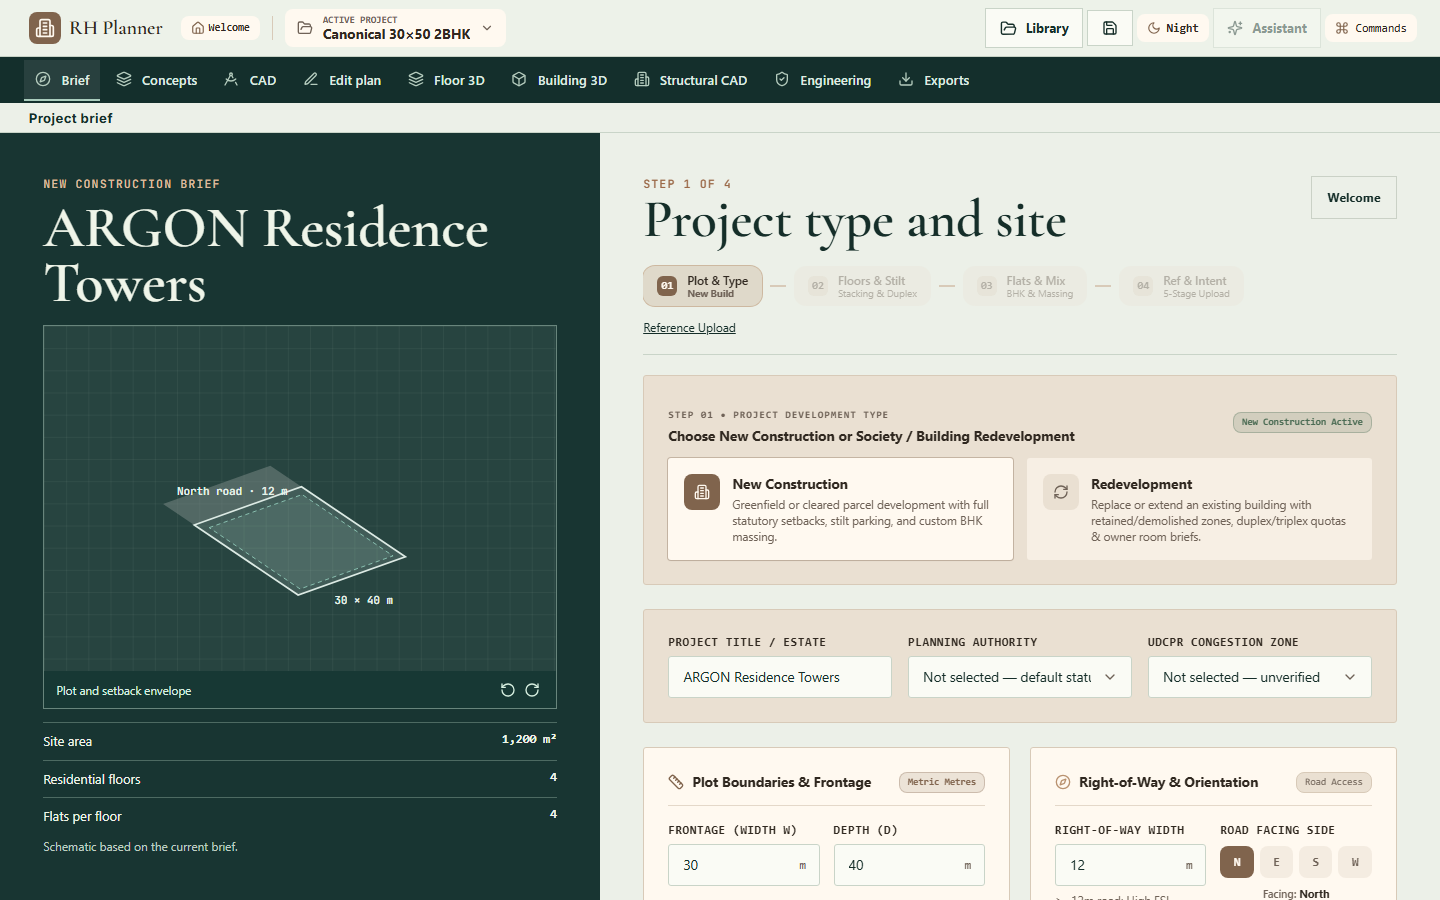 RH Planner
Welcome
ACTIVE PROJECT
Canonical 30×50 2BHK
Library
Night
Assistant
Commands
Brief
Concepts
CAD
Edit plan
Floor 3D
Building 3D
Structural CAD
Engineering
Exports
Project brief
NEW CONSTRUCTION BRIEF
ARGON Residence
Towers
North road · 12 m
30 × 40 m
Plot and setback envelope
Site area
1,200 m²
Residential floors
4
Flats per floor
4
Schematic based on the current brief.
STEP 1 OF 4
Project type and site
Welcome
01
Plot & Type
New Build
02
Floors & Stilt
Stacking & Duplex
03
Flats & Mix
BHK & Massing
04
Ref & Intent
5-Stage Upload
Reference Upload
STEP 01 • PROJECT DEVELOPMENT TYPE
Choose New Construction or Society / Building Redevelopment
New Construction Active
New Construction
Greenfield or cleared parcel development with full
statutory setbacks, stilt parking, and custom BHK
massing.
Redevelopment
Replace or extend an existing building with
retained/demolished zones, duplex/triplex quotas
& owner room briefs.
PROJECT TITLE / ESTATE
ARGON Residence Towers
PLANNING AUTHORITY
Not selected — default statu
UDCPR CONGESTION ZONE
Not selected — unverified
Plot Boundaries & Frontage
Metric Metres
FRONTAGE (WIDTH W)
30 m
DEPTH (D)
40 m
Right-of-Way & Orientation
Road Access
RIGHT-OF-WAY WIDTH
12 m
ROAD FACING SIDE
N E S W
Facing: North
12m road: High FSI